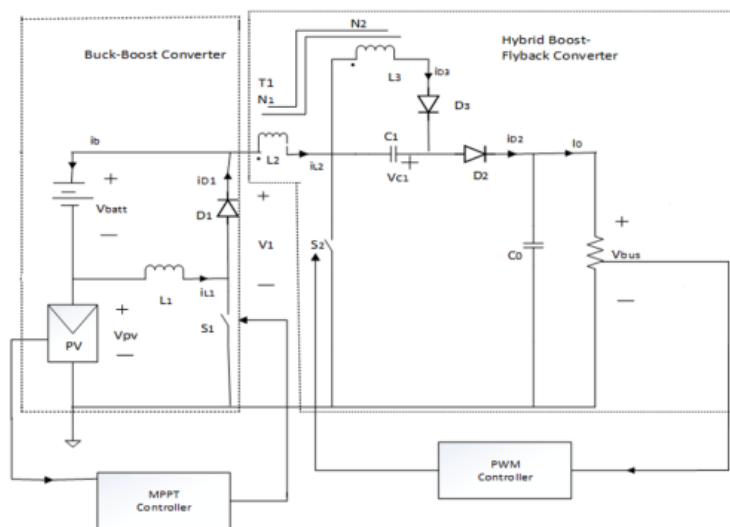 Buck-Boost Converter
Hybrid Boost-
Flyback Converter
N2
T1
N1
L3
iD3
D3
ib
L2
iL2
C1
VC1
D2
iD2
Io
iD1
D1
Vbatt
V1
S2
Co
Vbus
L1
iL1
S1
PV
Vpv
MPPT
Controller
PWM
Controller